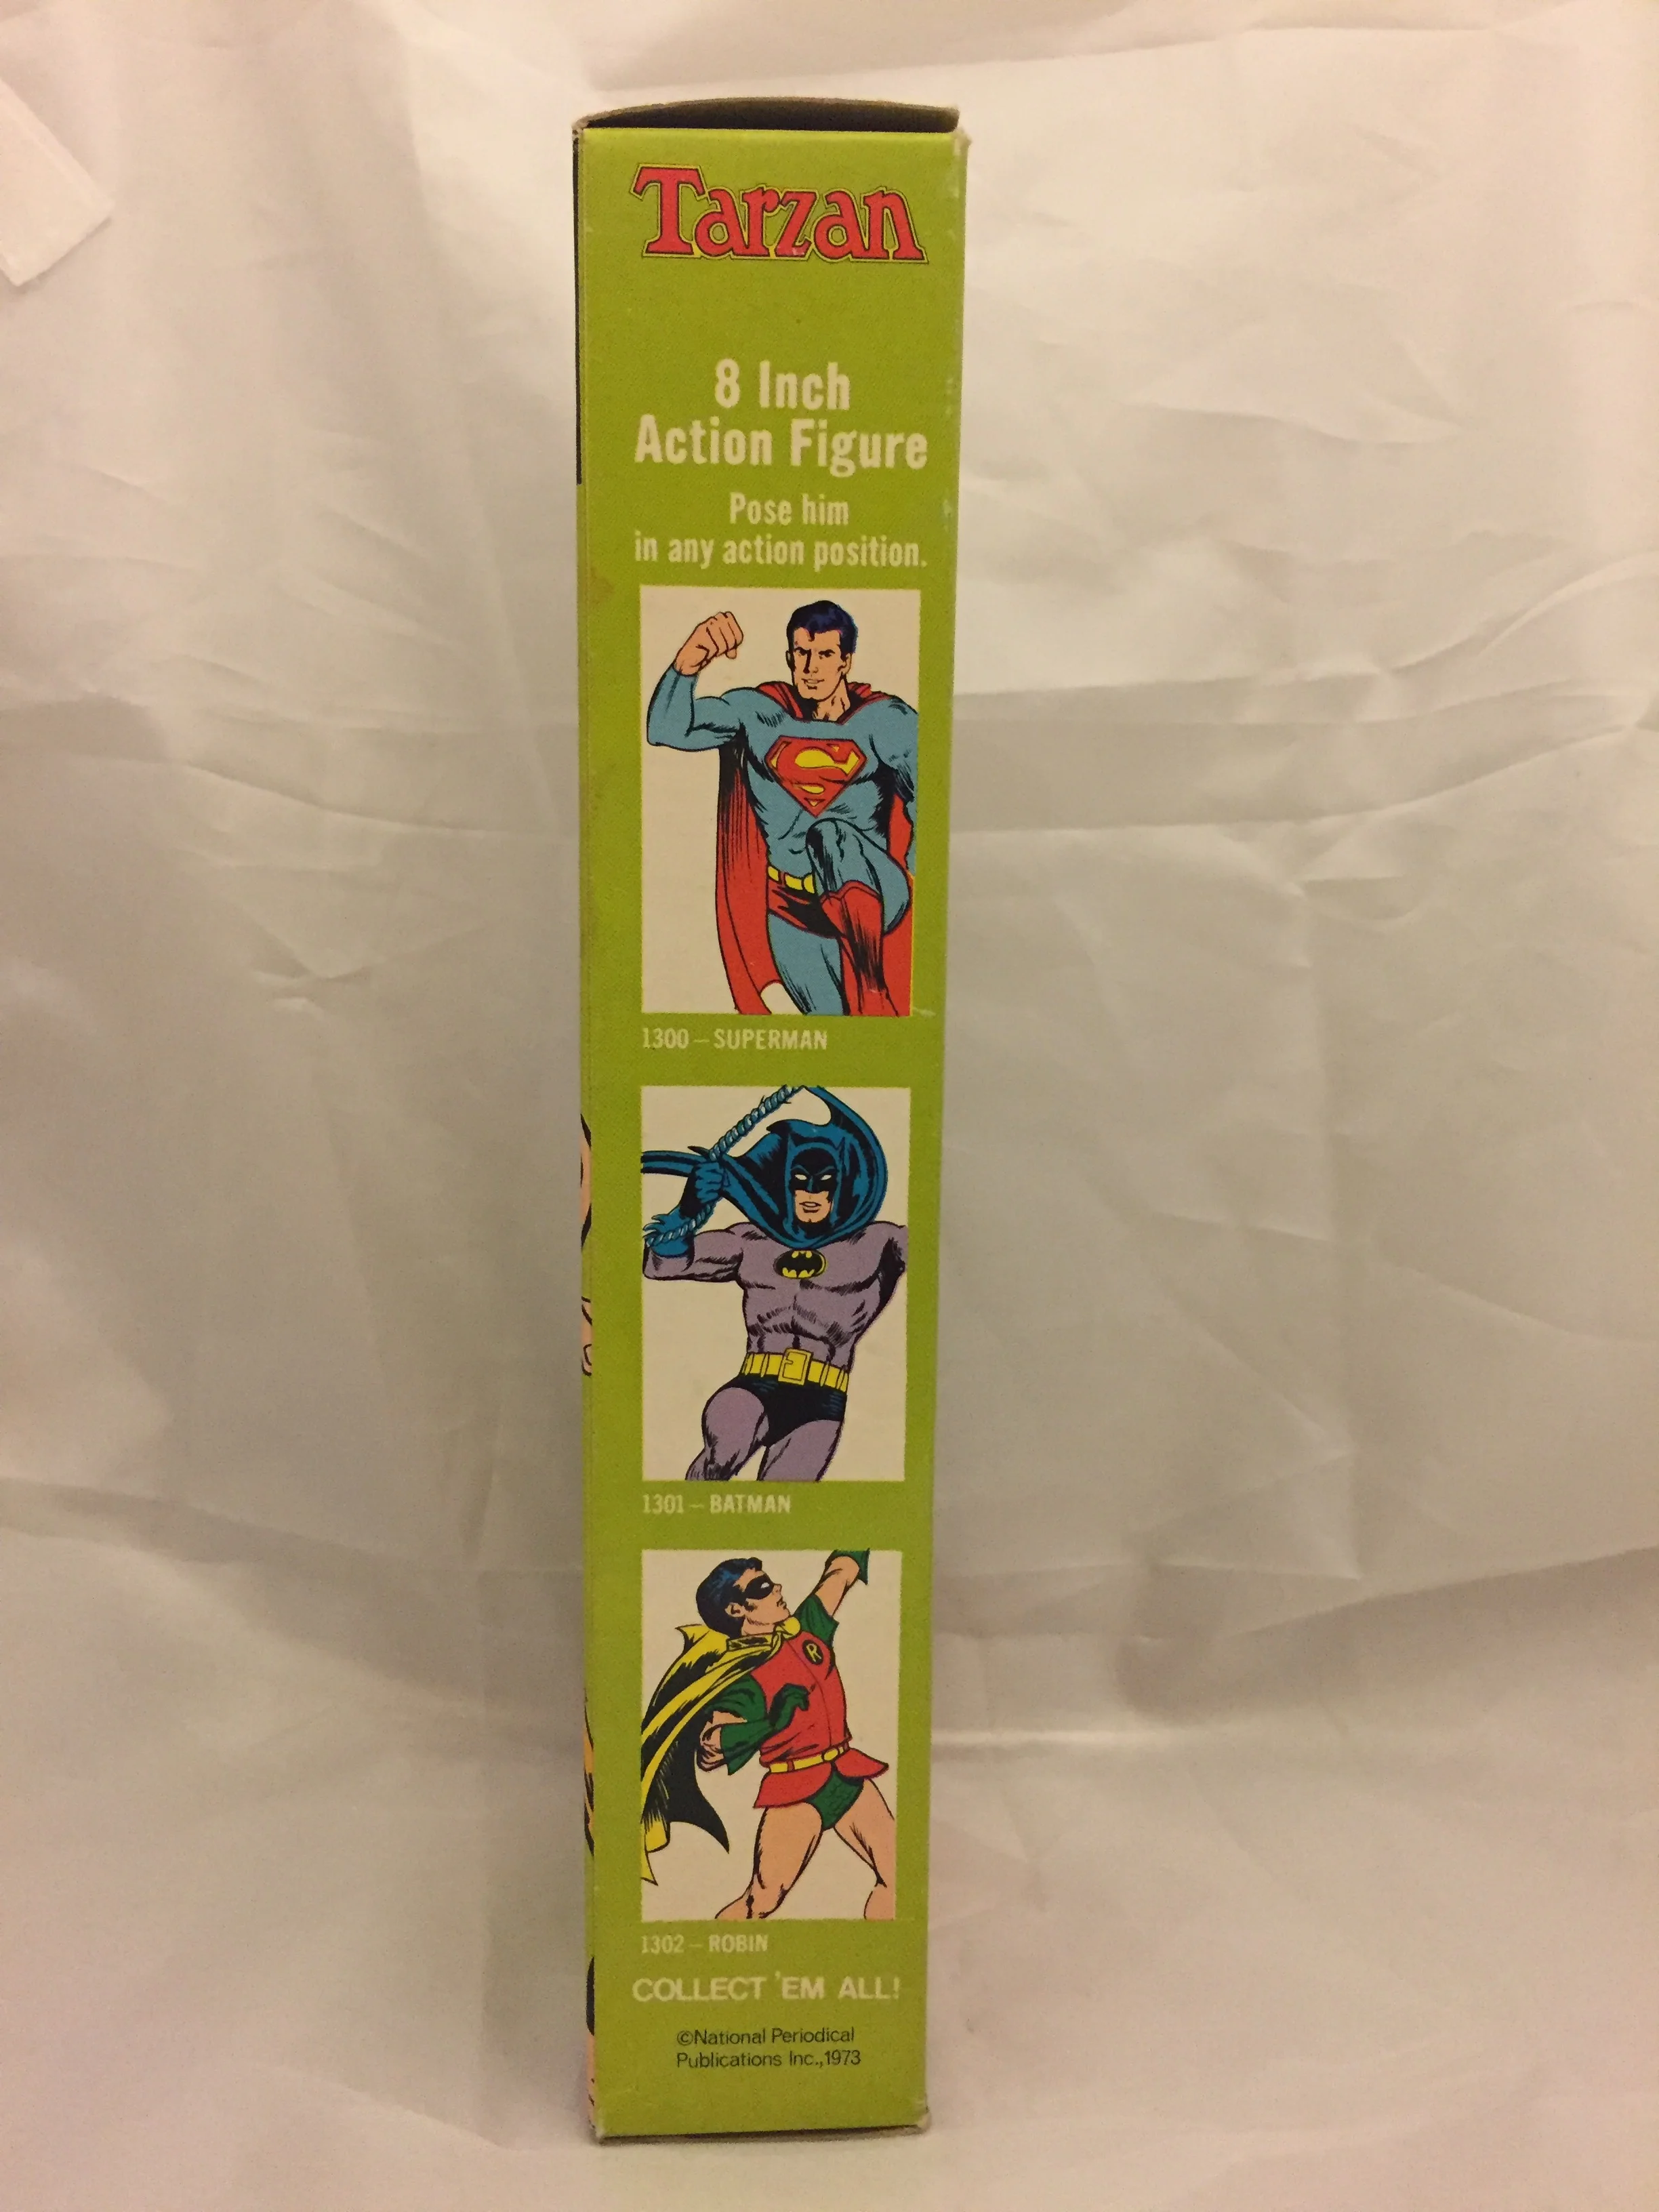 Tarzan
8 Inch
Action Figure
Pose him
in any action position.
S
1300 – SUPERMAN
1301 – BATMAN
R
1302 – ROBIN
COLLECT 'EM ALL!
©National Periodical
Publications Inc.,1973